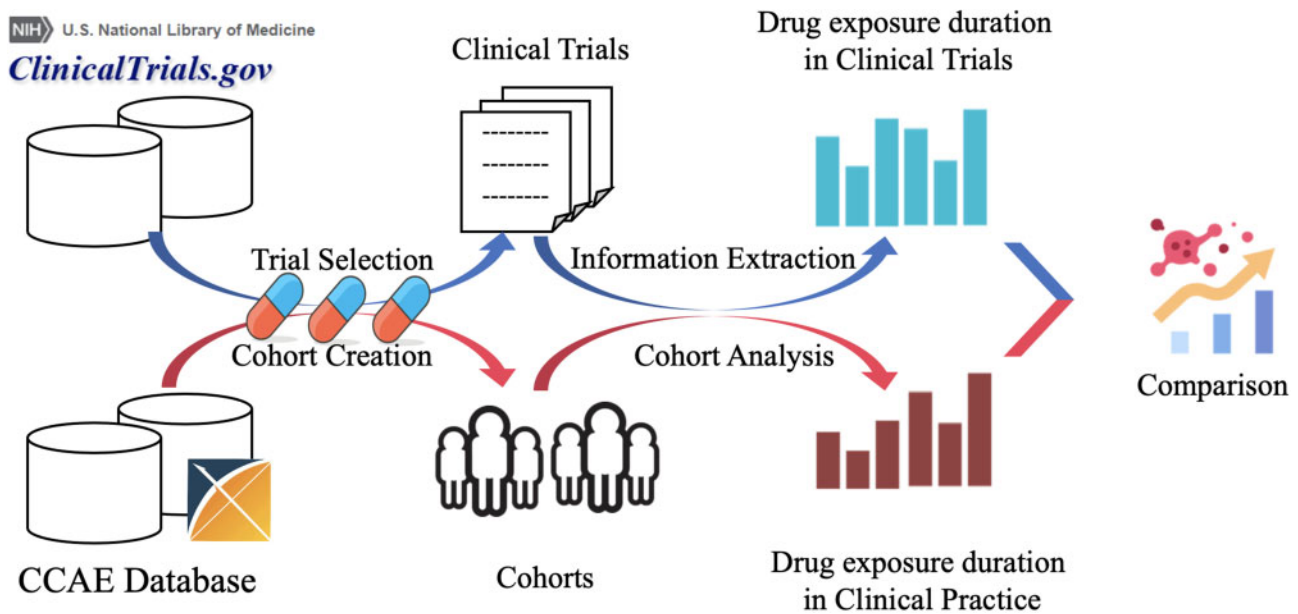 NIH U.S. National Library of Medicine
ClinicalTrials.gov
Clinical Trials
Drug exposure duration
in Clinical Trials
Trial Selection
Information Extraction
Cohort Creation
Cohort Analysis
Comparison
CCAE Database
Cohorts
Drug exposure duration
in Clinical Practice